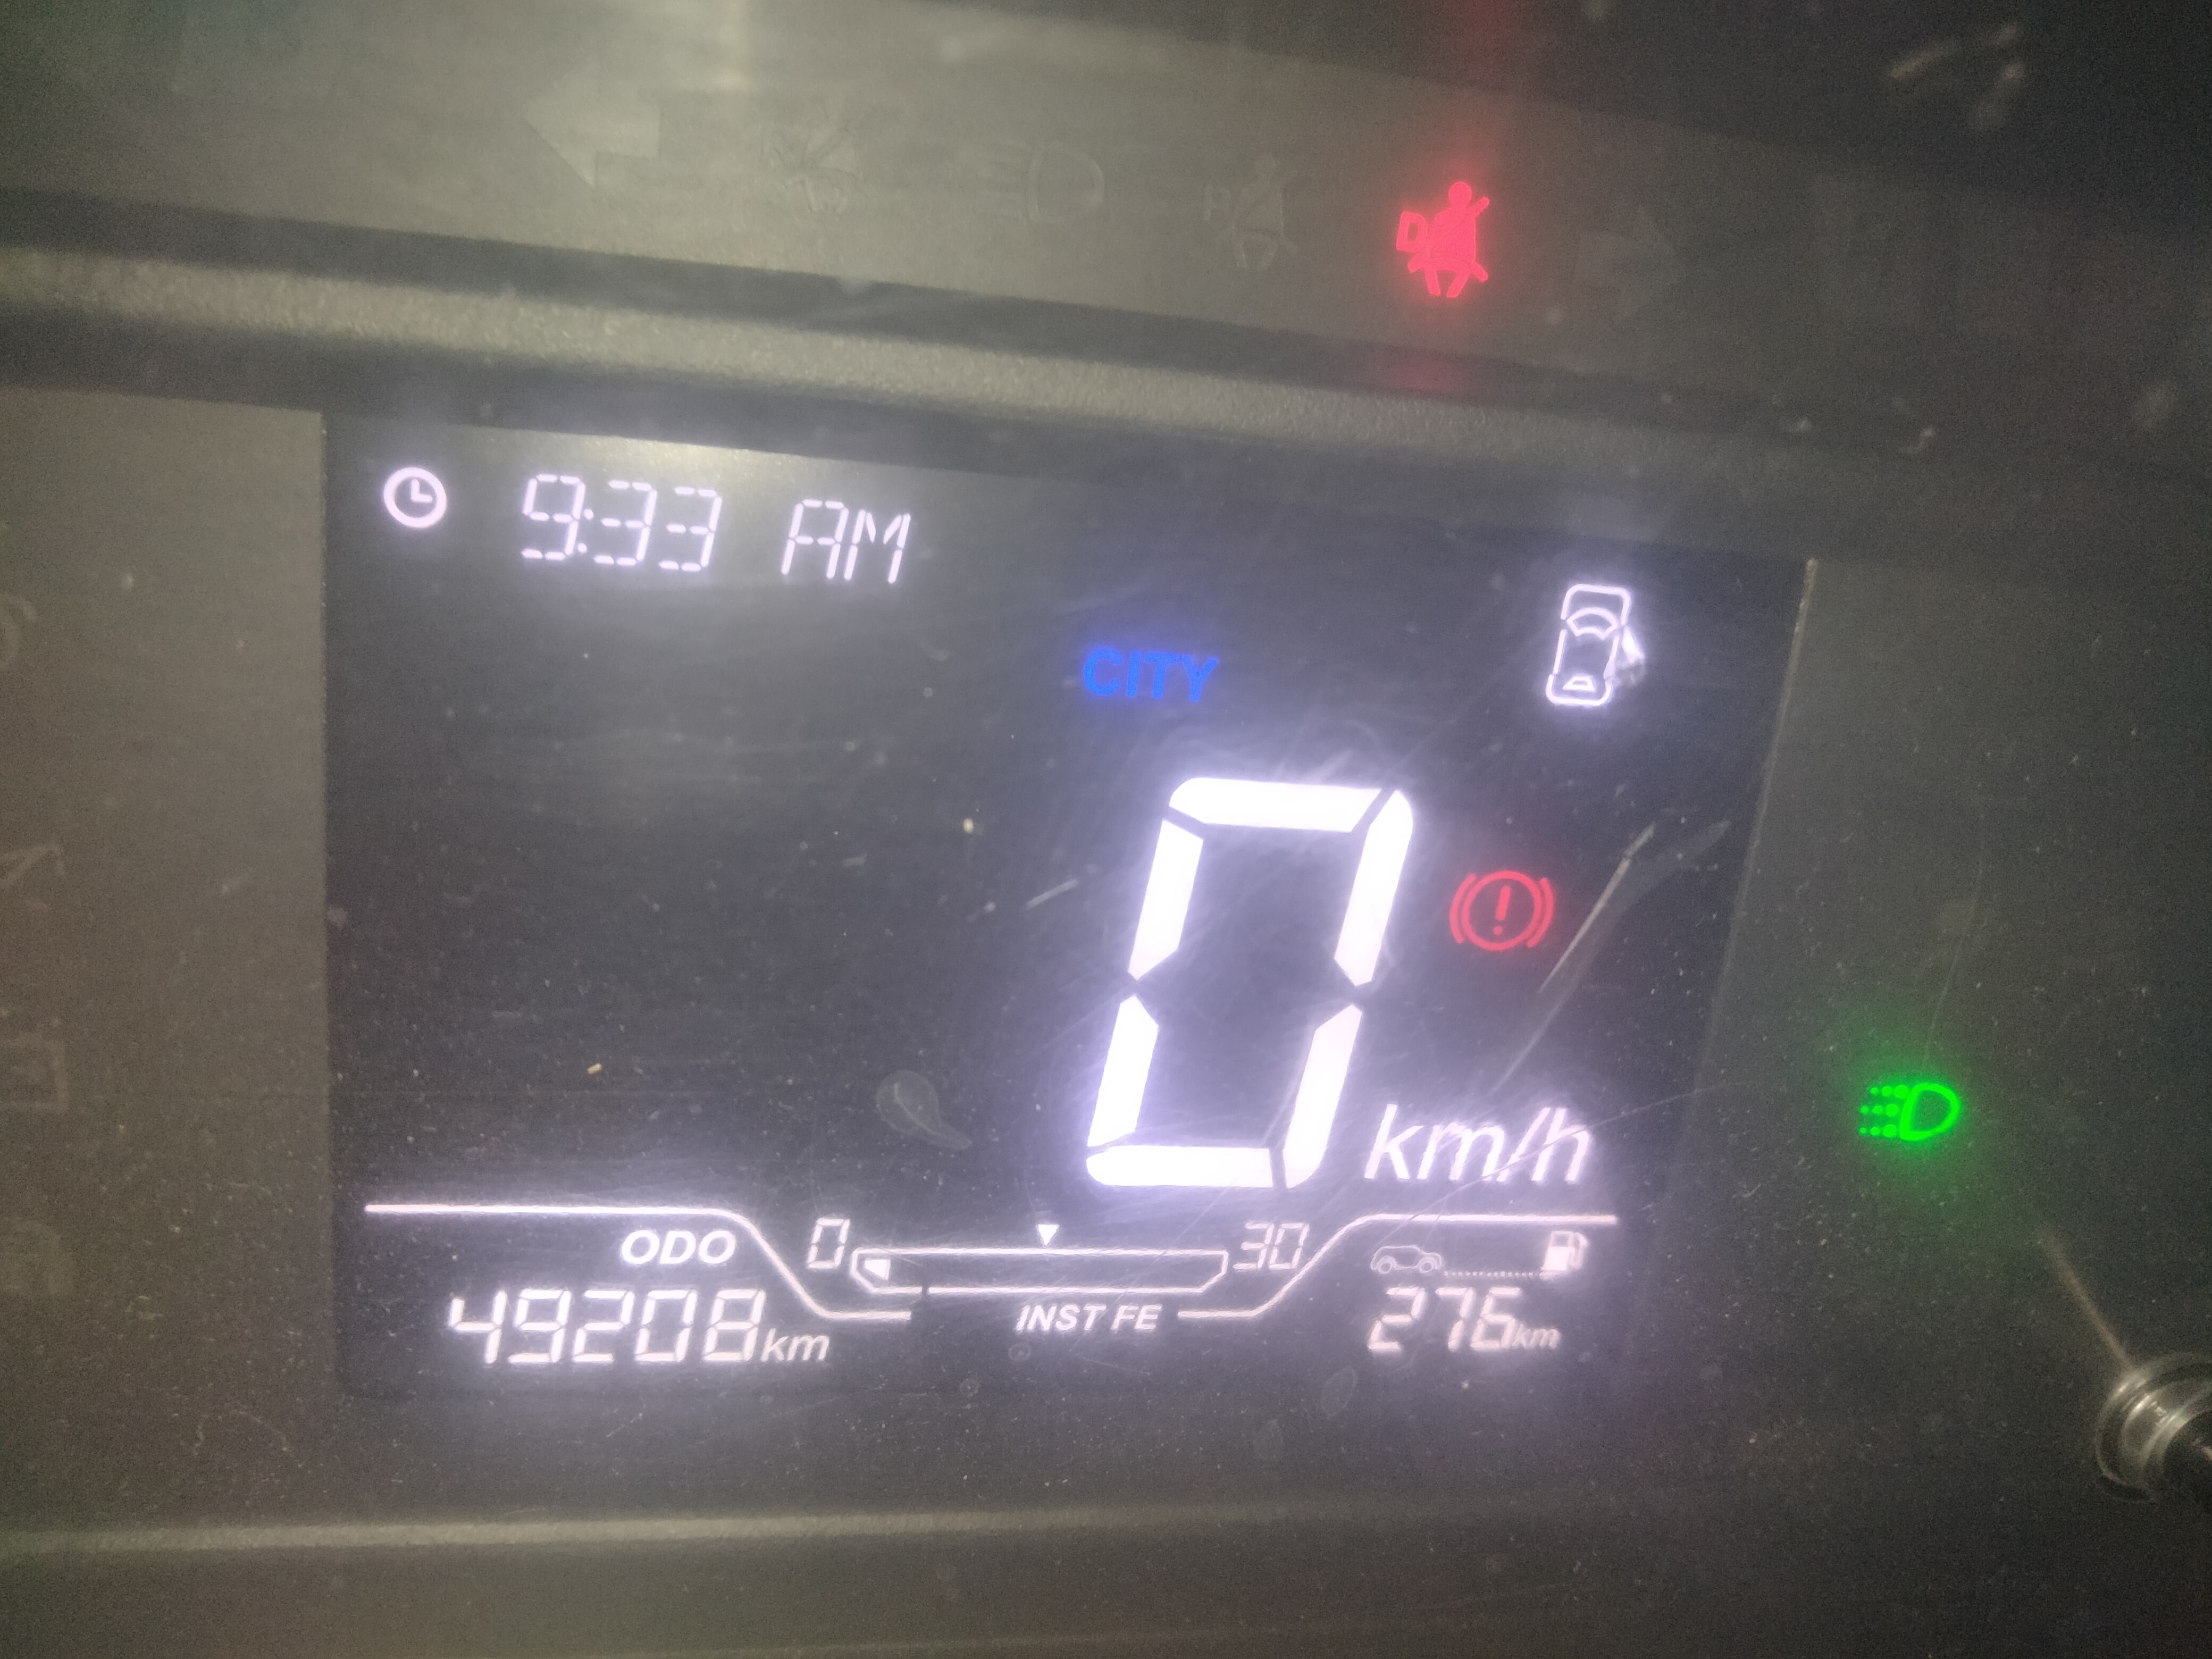 D
9:33 AM
CITY
0
km/h
ODO
0
30
49208km
INST FE
276km